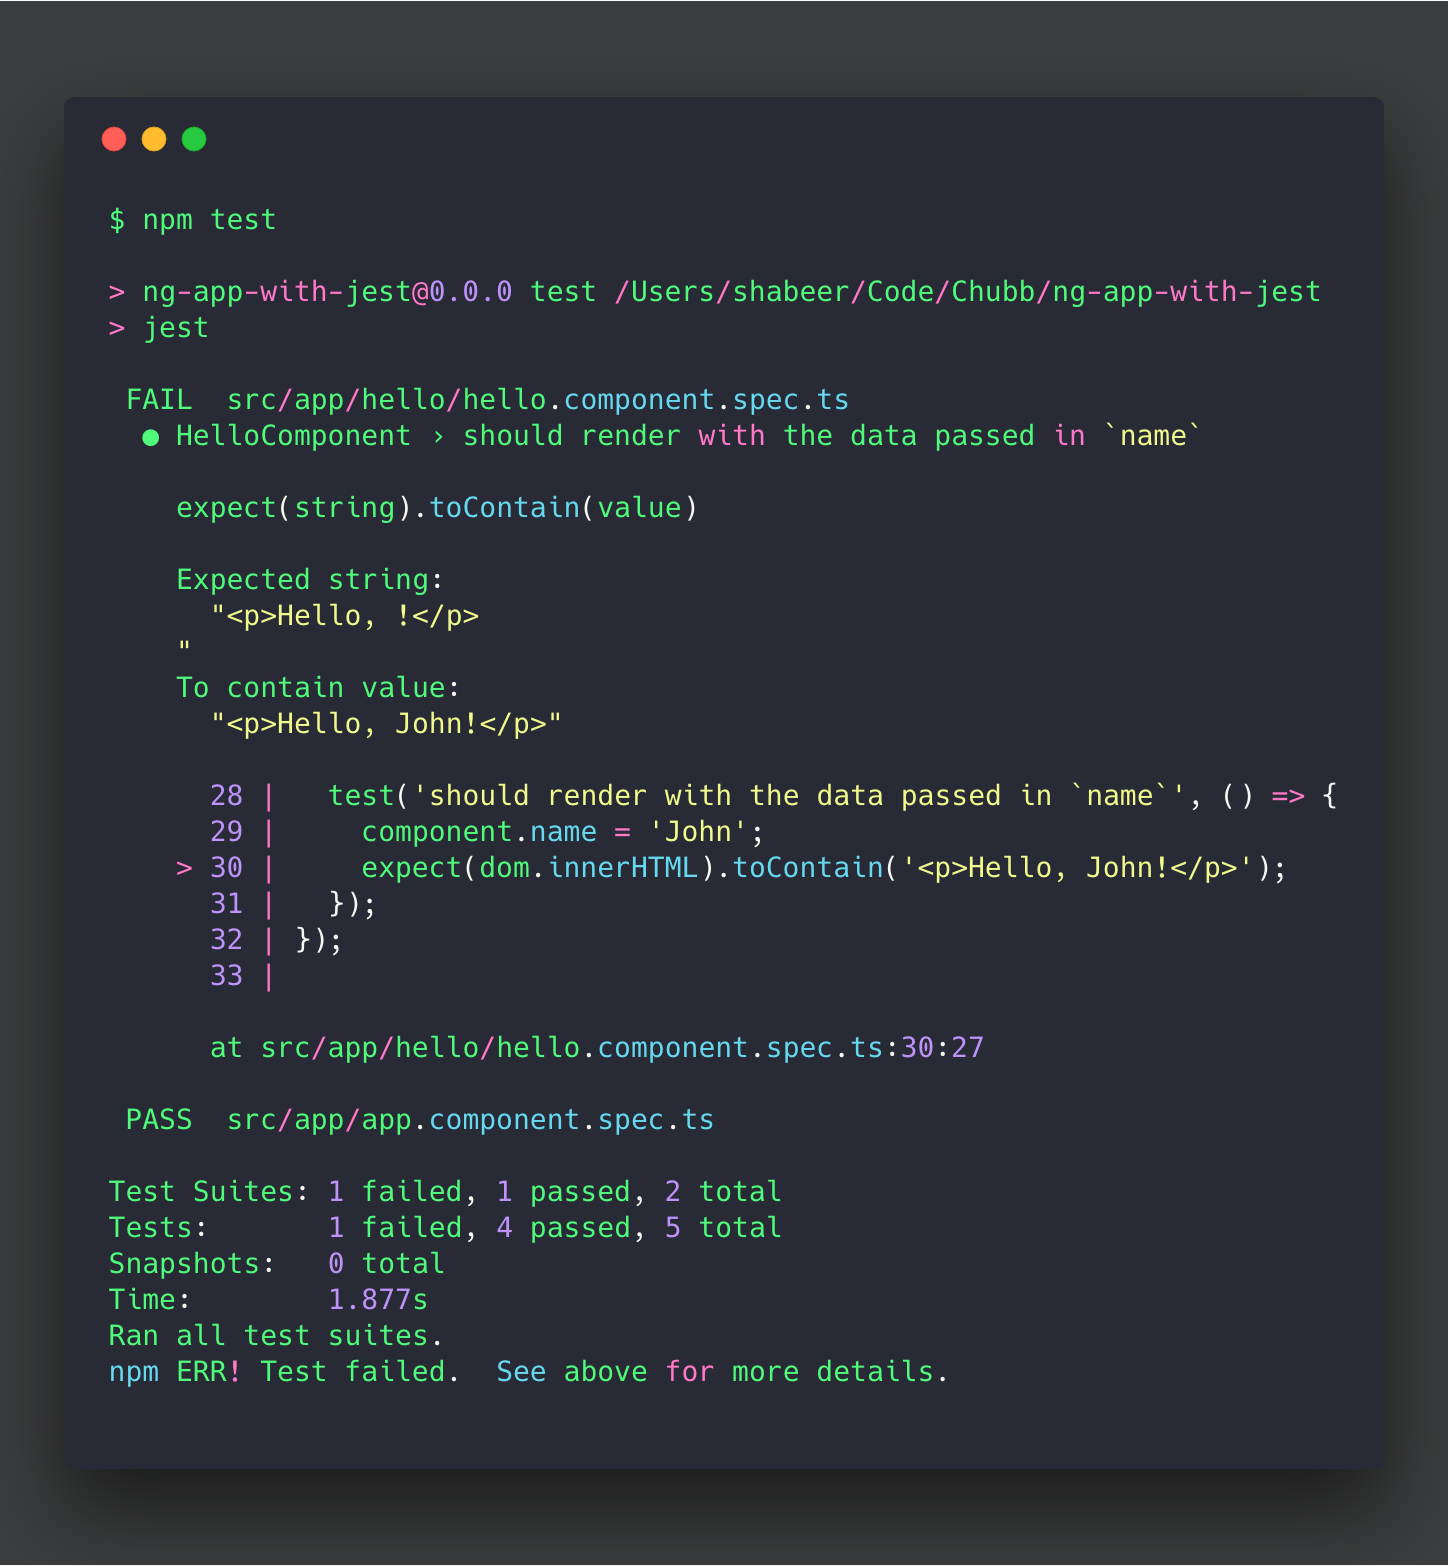 $ npm test
> ng-app-with-jest@0.0.0 test /Users/shabeer/Code/Chubb/ng-app-with-jest
> jest
FAIL  src/app/hello/hello.component.spec.ts
● HelloComponent › should render with the data passed in `name`
expect(string).toContain(value)
Expected string:
"<p>Hello, !</p>
"
To contain value:
"<p>Hello, John!</p>"
28 |   test('should render with the data passed in `name`', () => {
29 |     component.name = 'John';
> 30 |     expect(dom.innerHTML).toContain('<p>Hello, John!</p>');
31 |   });
32 | });
33 |
at src/app/hello/hello.component.spec.ts:30:27
PASS  src/app/app.component.spec.ts
Test Suites: 1 failed, 1 passed, 2 total
Tests:       1 failed, 4 passed, 5 total
Snapshots:   0 total
Time:        1.877s
Ran all test suites.
npm ERR! Test failed.  See above for more details.